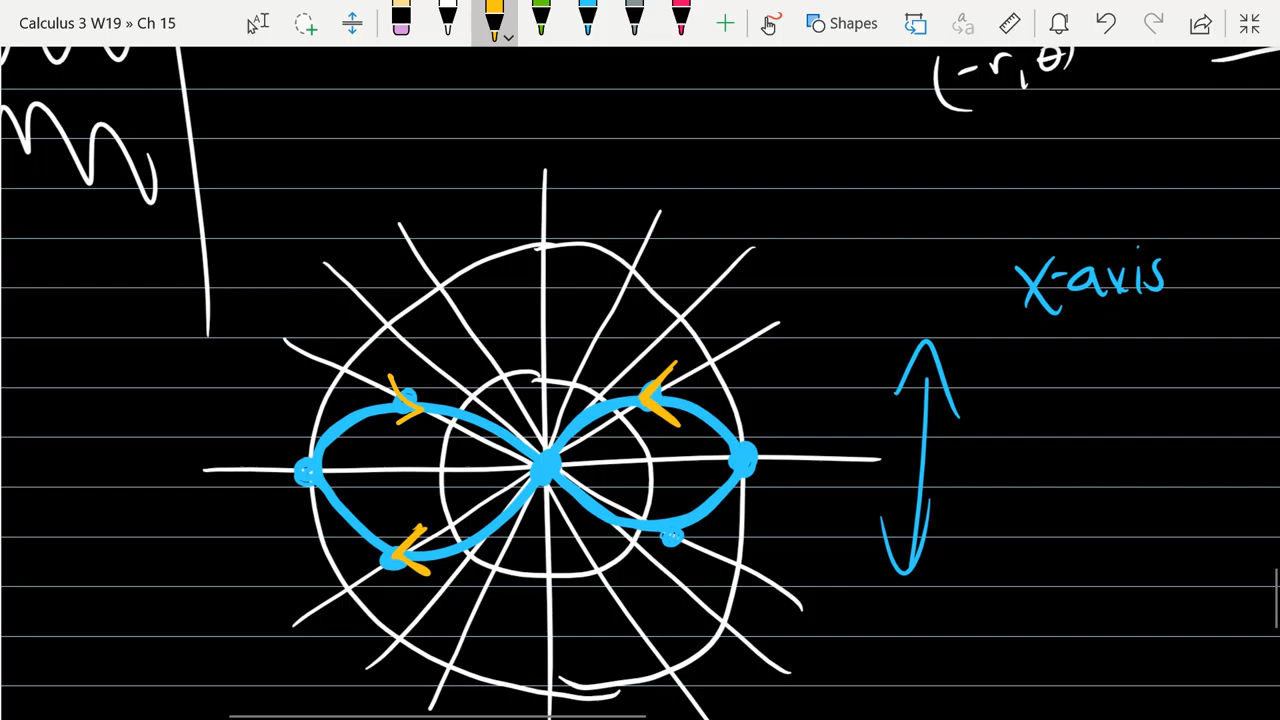 Calculus 3 W19 » Ch 15
Shapes
(-r, θ)
x-axis